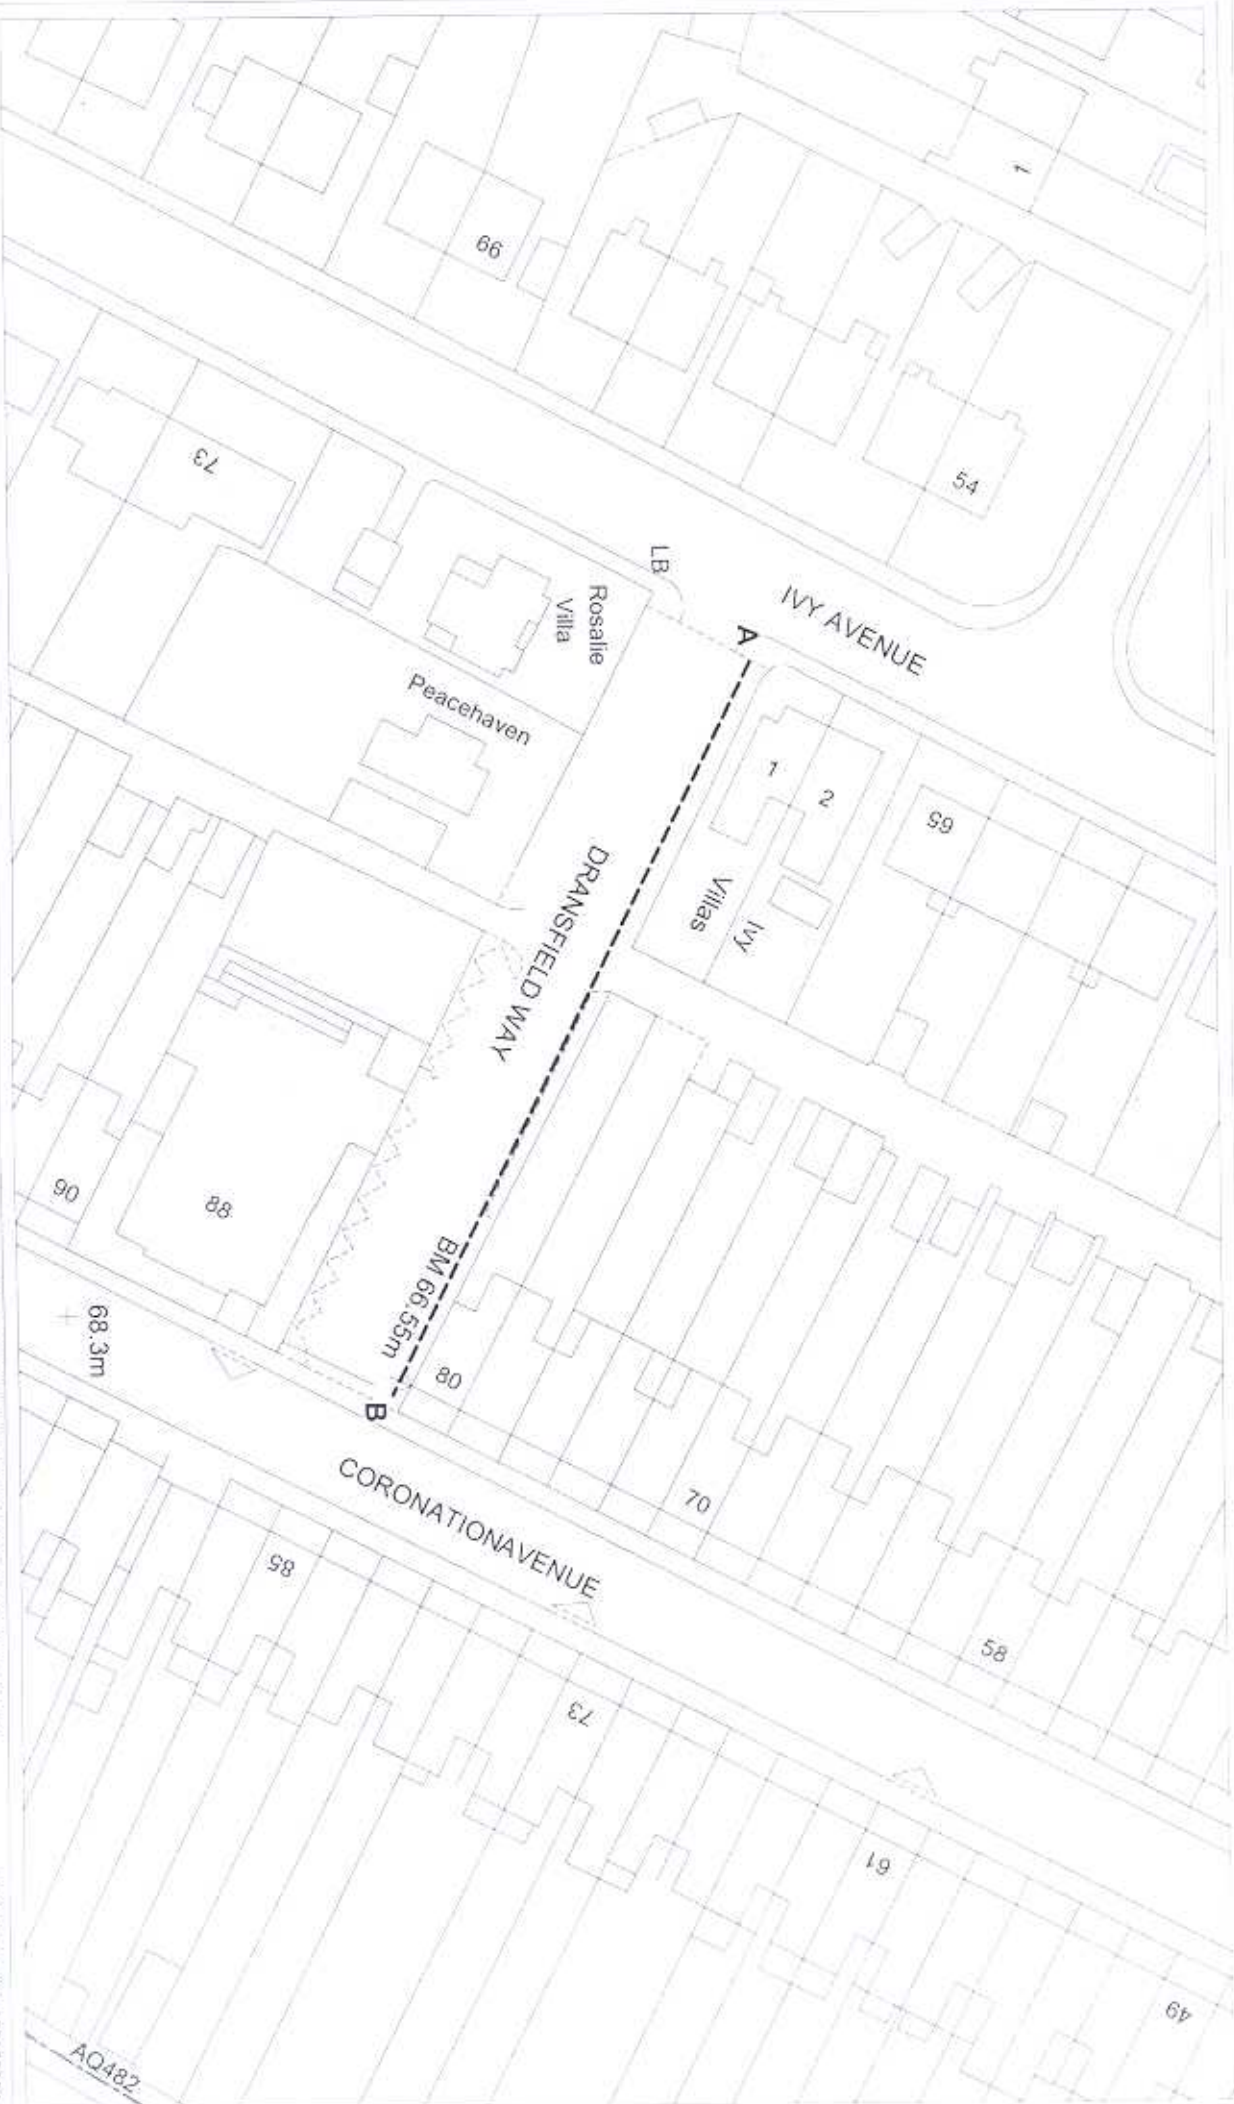 1
66
54
73
LB
IVY AVENUE
A
Rosalie
Villa
Peacehaven
1
2
65
Ivy
Villas
DRANSFIELD WAY
90
88
BM 66.55m
68.3m
80
B
70
CORONATIONAVENUE
58
85
73
61
49
AQ482